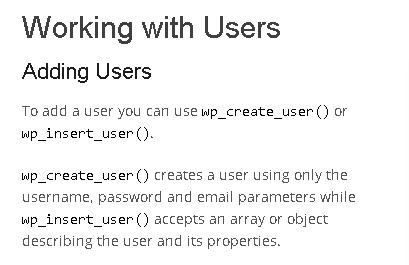 Working with Users
Adding Users
To add a user you can use wp_create_user() or
wp_insert_user().
wp_create_user() creates a user using only the
username, password and email parameters while
wp_insert_user() accepts an array or object
describing the user and its properties.